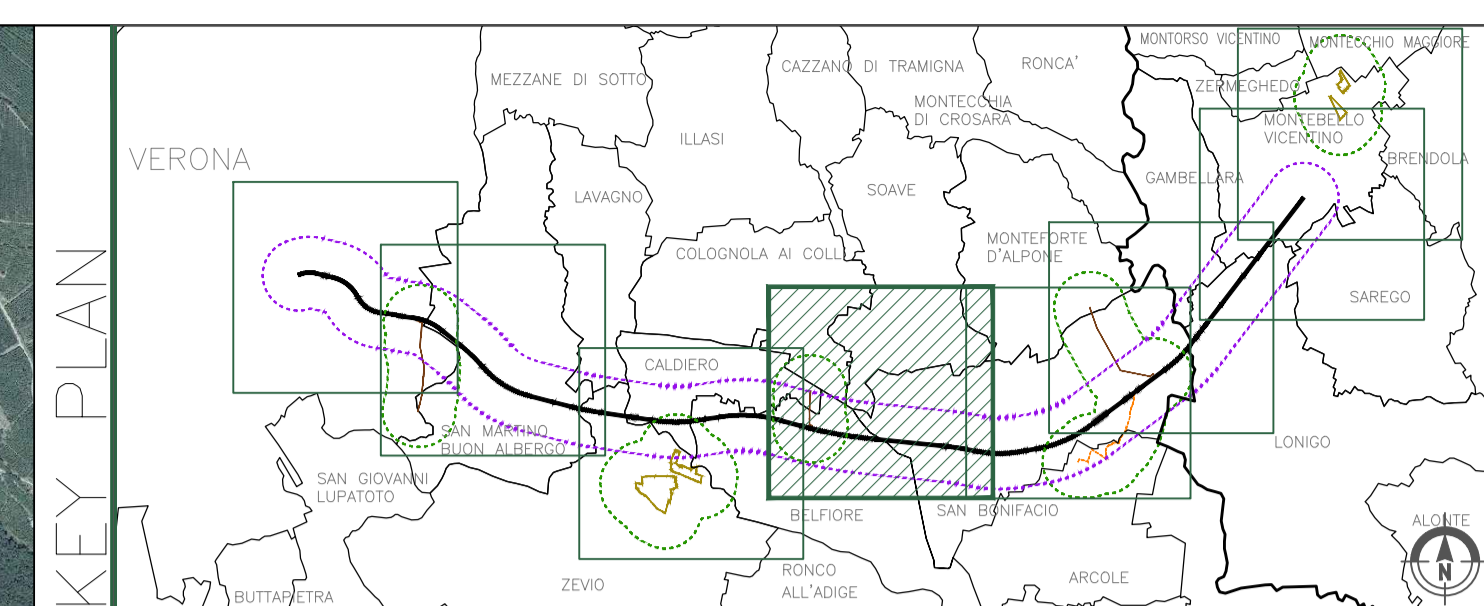 KEY PLAN
MONTORSO VICENTINO
MONTECCHIO MAGGIORE
MEZZANE DI SOTTO
CAZZANO DI TRAMIGNA
RONCA'
ZERMEGHEDO
MONTECCHIA
DI CROSARA
MONTEBELLO
VICENTINO
ILLASI
VERONA
BRENDOLA
GAMBELLARA
SOAVE
LAVAGNO
MONTEFORTE
D'ALPONE
COLOGNOLA AI COLLI
SAREGO
CALDIERO
SAN MARTINO
BUON ALBERGO
LONIGO
SAN GIOVANNI
LUPATOTO
BELFIORE
SAN BONIFACIO
ALONTE
N
RONCO
ALL'ADIGE
ARCOLE
ZEVIO
BUTTAPIETRA